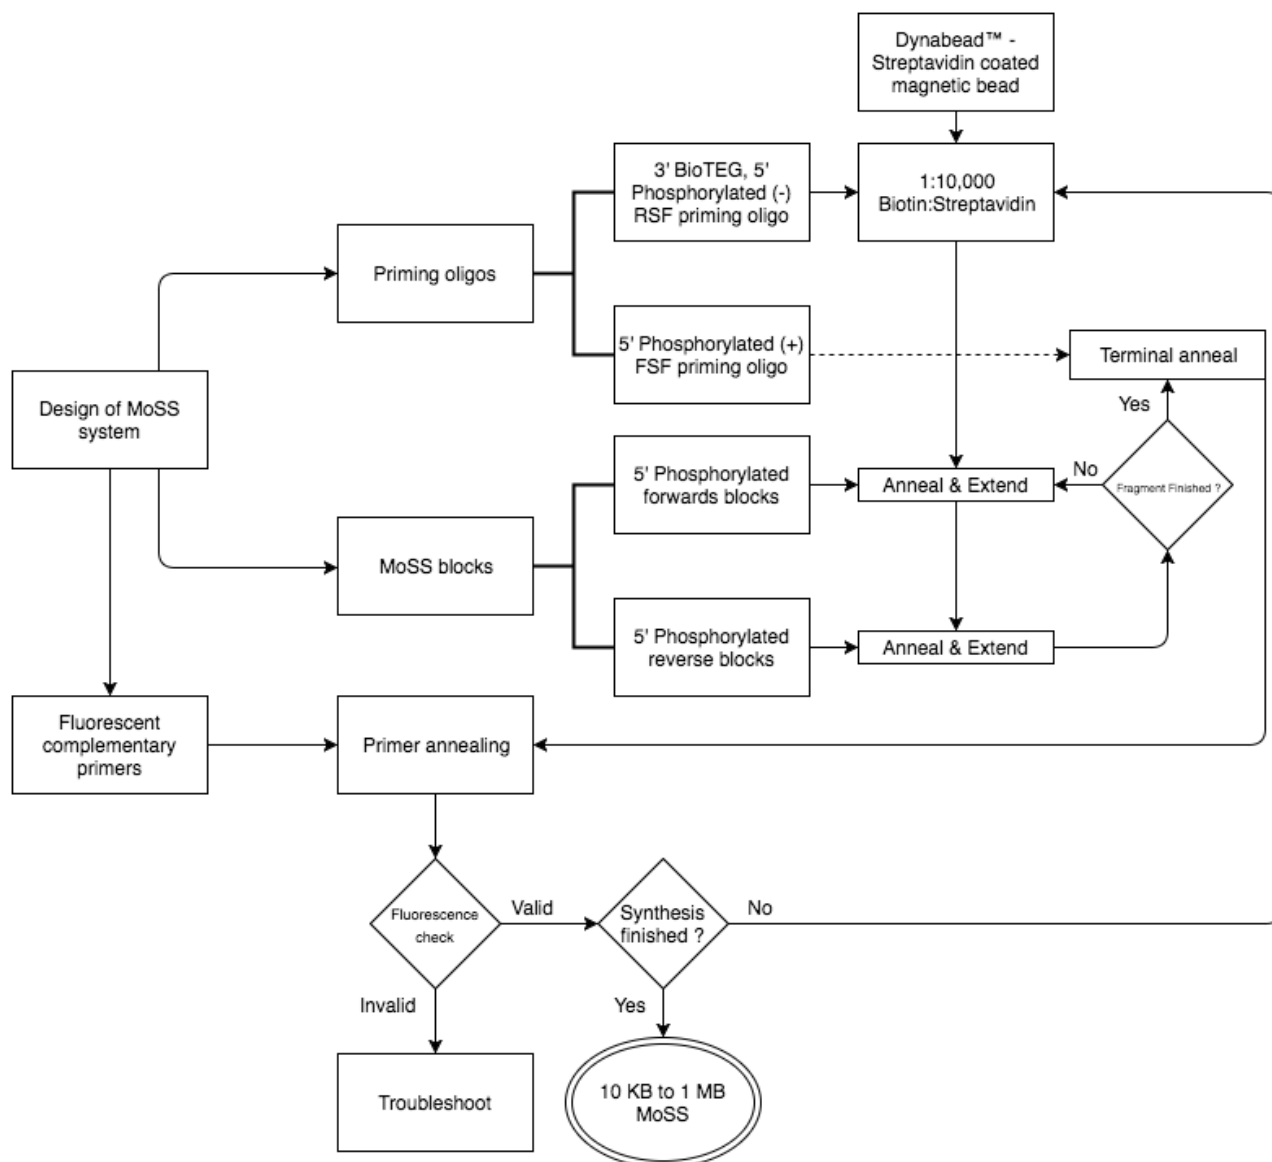 Dynabead™ -
Streptavidin coated
magnetic bead
3' BioTEG, 5'
Phosphorylated (-)
RSF priming oligo
1:10,000
Biotin:Streptavidin
Priming oligos
5' Phosphorylated (+)
FSF priming oligo
Terminal anneal
Yes
Design of MoSS
system
5' Phosphorylated
forwards blocks
Anneal & Extend
No
Fragment Finished ?
MoSS blocks
5' Phosphorylated
reverse blocks
Anneal & Extend
Fluorescent
complementary
primers
Primer annealing
Fluorescence
check
Valid
Synthesis
finished ?
No
Invalid
Yes
Troubleshoot
10 KB to 1 MB
MoSS